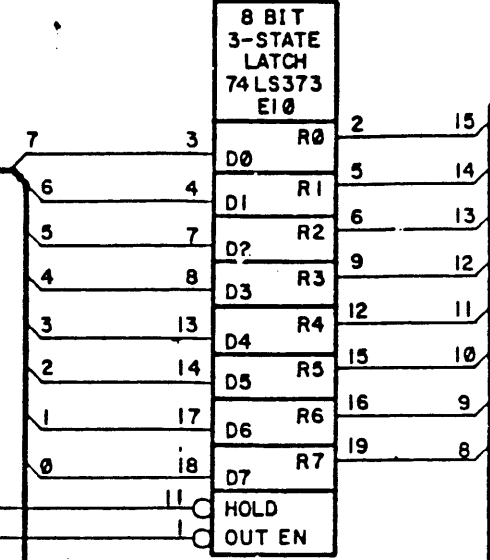 8 BIT
3-STATE
LATCH
74LS373
E10
7 3 D0 R0 2 15
6 4 D1 R1 5 14
5 7 D2 R2 6 13
4 8 D3 R3 9 12
3 13 D4 R4 12 11
2 14 D5 R5 15 10
1 17 D6 R6 16 9
0 18 D7 R7 19 8
11 HOLD
1 OUT EN